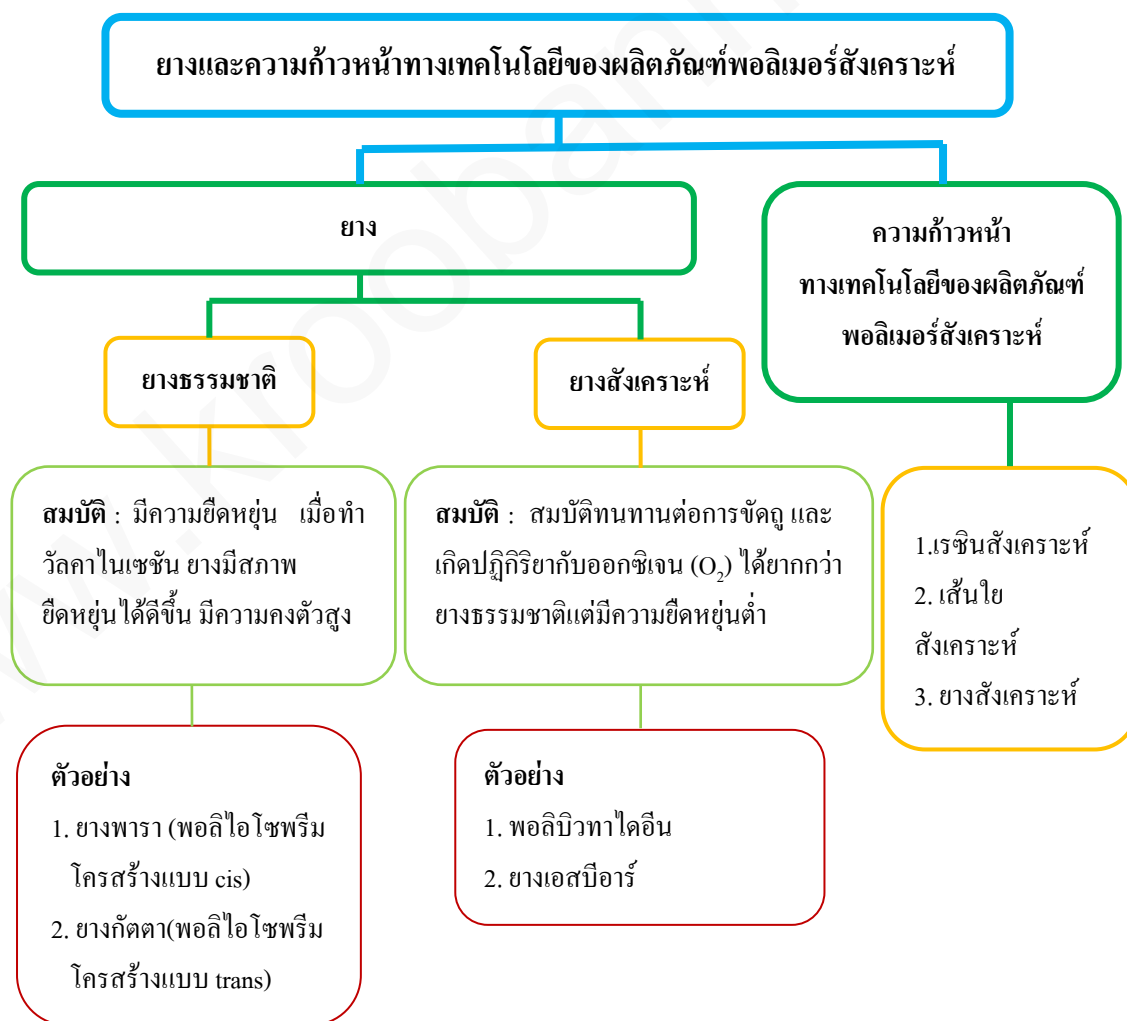 ยางและความก้าวหน้าทางเทคโนโลยีของผลิตภัณฑ์พอลิเมอร์สังเคราะห์
ยาง
ความก้าวหน้า
ทางเทคโนโลยีของผลิตภัณฑ์
พอลิเมอร์สังเคราะห์
ยางธรรมชาติ
ยางสังเคราะห์
สมบัติ : มีความยืดหยุ่น เมื่อทำ
วัลคาไนเซชัน ยางมีสภาพ
ยืดหยุ่นได้ดีขึ้น มีความคงตัวสูง
สมบัติ : สมบัติทนทานต่อการขัดถู และ
เกิดปฏิกิริยากับออกซิเจน (O₂) ได้ยากกว่า
ยางธรรมชาติแต่มีความยืดหยุ่นต่ำ
1.เรซินสังเคราะห์
2. เส้นใย
สังเคราะห์
3. ยางสังเคราะห์
ตัวอย่าง
1. ยางพารา (พอลิไอโซพรีม
โครสร้างแบบ cis)
2. ยางกัตตา(พอลิไอโซพรีม
โครสร้างแบบ trans)
ตัวอย่าง
1. พอลิบิวทาไดอีน
2. ยางเอสบีอาร์